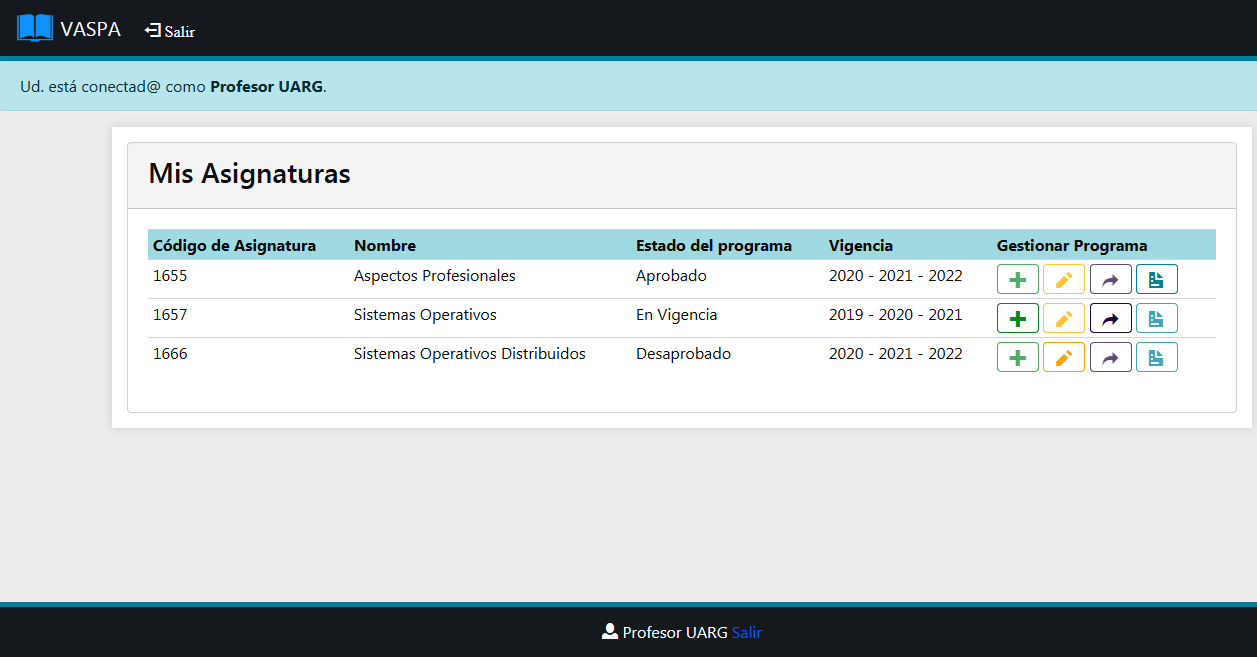 VASPA Salir
Ud. está conectad@ como Profesor UARG.
Mis Asignaturas
Código de Asignatura Nombre Estado del programa Vigencia Gestionar Programa
1655 Aspectos Profesionales Aprobado 2020 - 2021 - 2022
1657 Sistemas Operativos En Vigencia 2019 - 2020 - 2021
1666 Sistemas Operativos Distribuidos Desaprobado 2020 - 2021 - 2022
Profesor UARG Salir